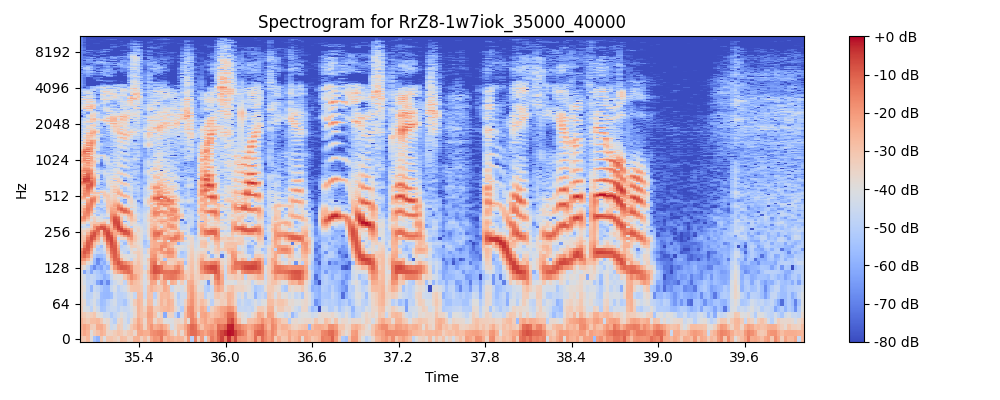 Spectrogram for RrZ8-1w7iok_35000_40000
Hz
8192
4096
2048
1024
512
256
128
64
0
35.4 36.0 36.6 37.2 37.8 38.4 39.0 39.6
Time
+0 dB
-10 dB
-20 dB
-30 dB
-40 dB
-50 dB
-60 dB
-70 dB
-80 dB